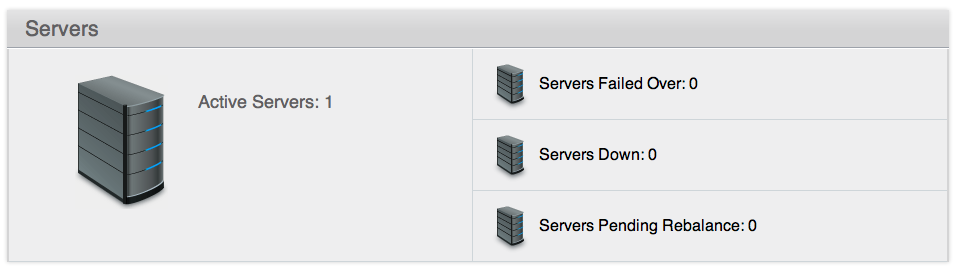 Servers
Active Servers: 1
Servers Failed Over: 0
Servers Down: 0
Servers Pending Rebalance: 0